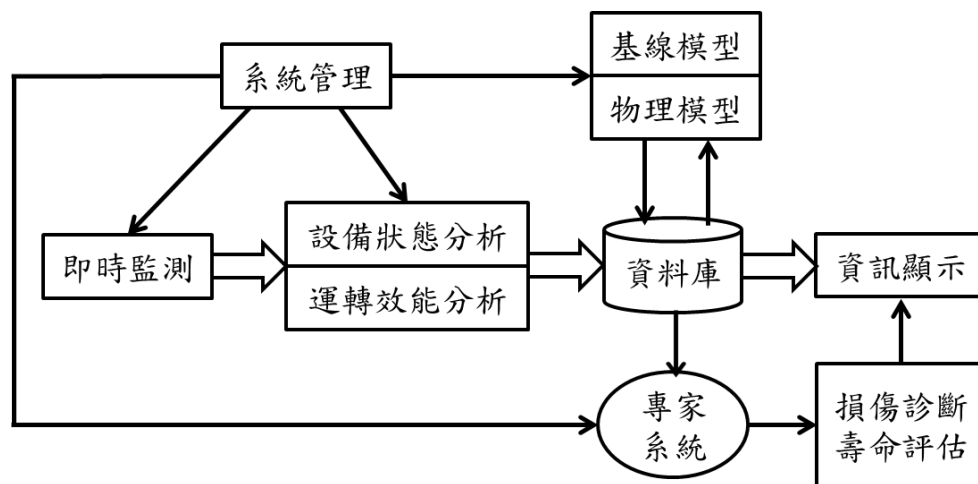 基線模型
系統管理
物理模型
設備狀態分析
即時監測
資料庫
資訊顯示
運轉效能分析
專家
系統
損傷診斷
壽命評估